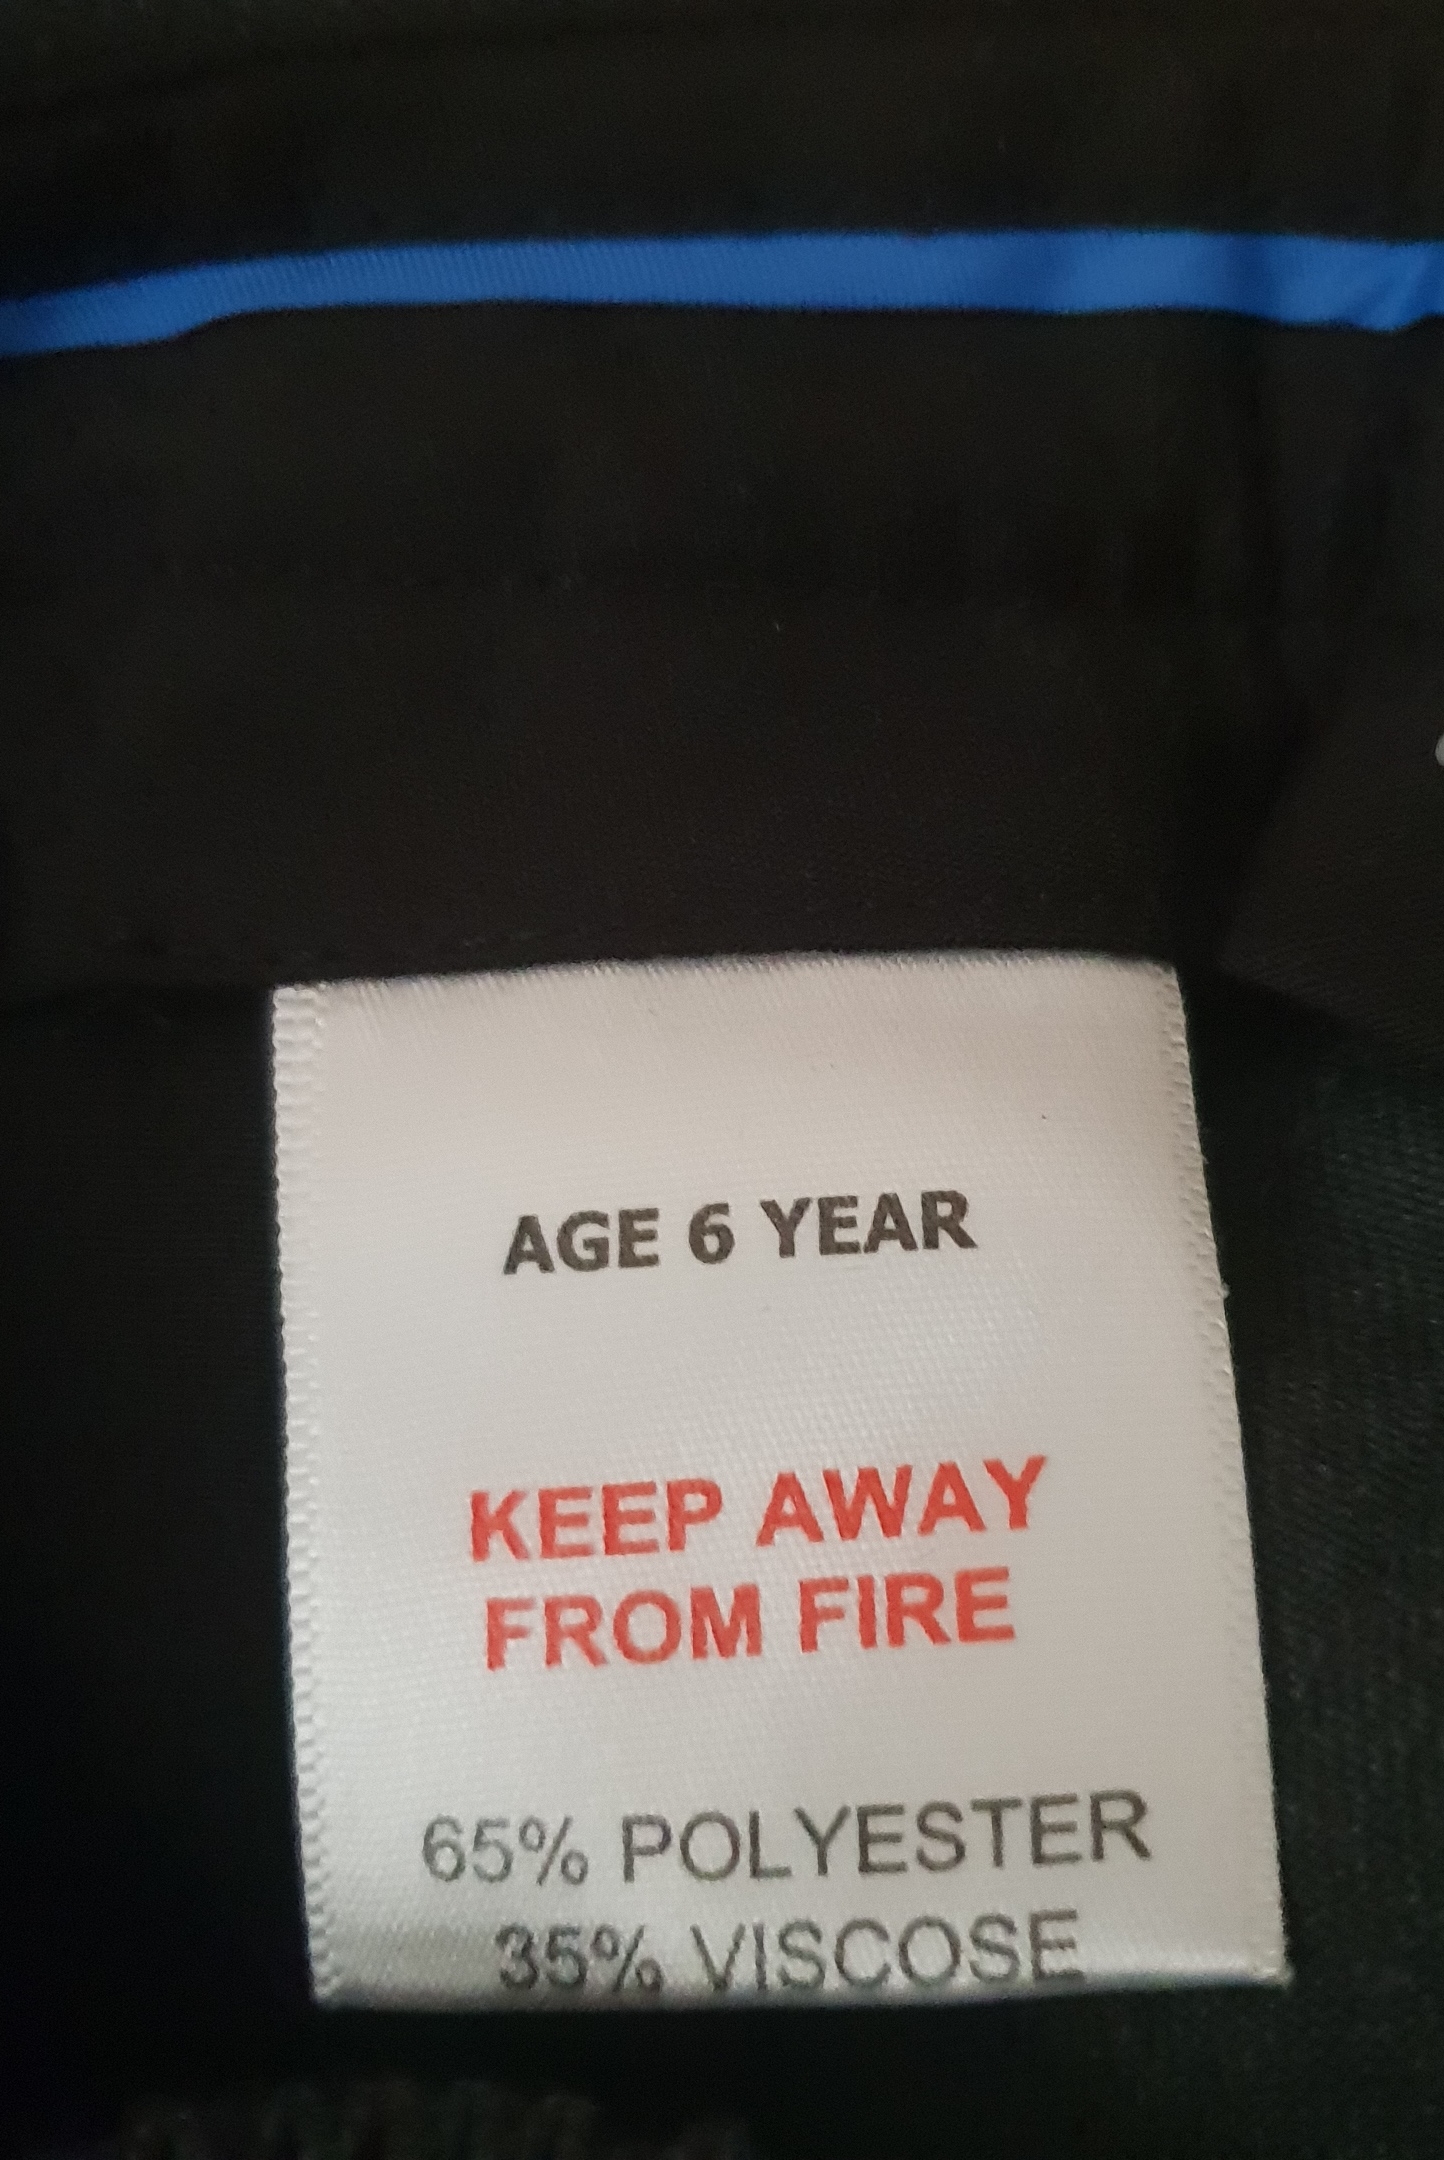 AGE 6 YEAR
KEEP AWAY
FROM FIRE
65% POLYESTER
35% VISCOSE